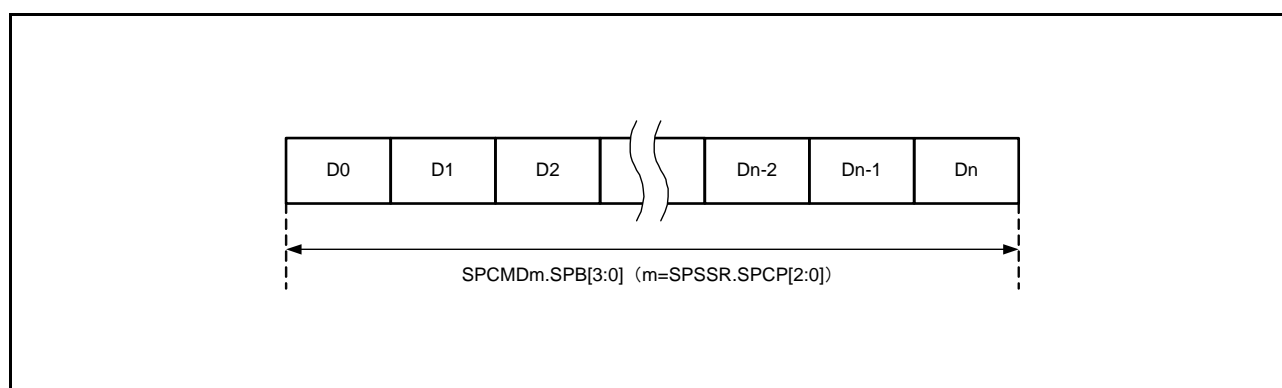 D0 D1 D2 Dn-2 Dn-1 Dn
SPCMDm.SPB[3:0]（m=SPSSR.SPCP[2:0]）